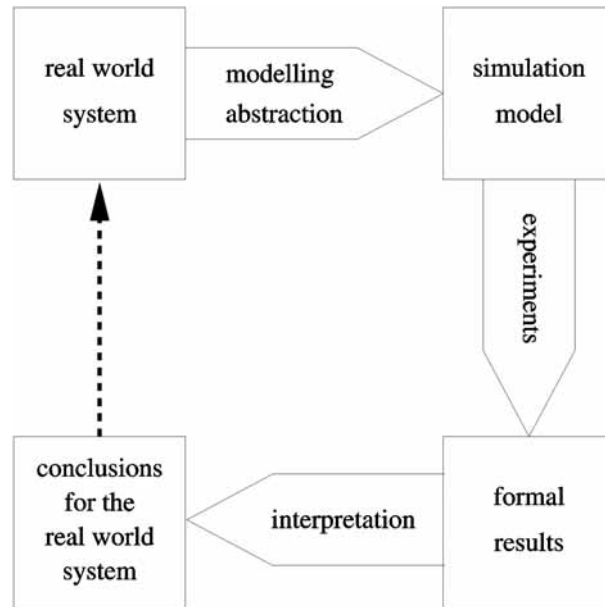 real world
system
modelling
abstraction
simulation
model
experiments
formal
results
interpretation
conclusions
for the
real world
system